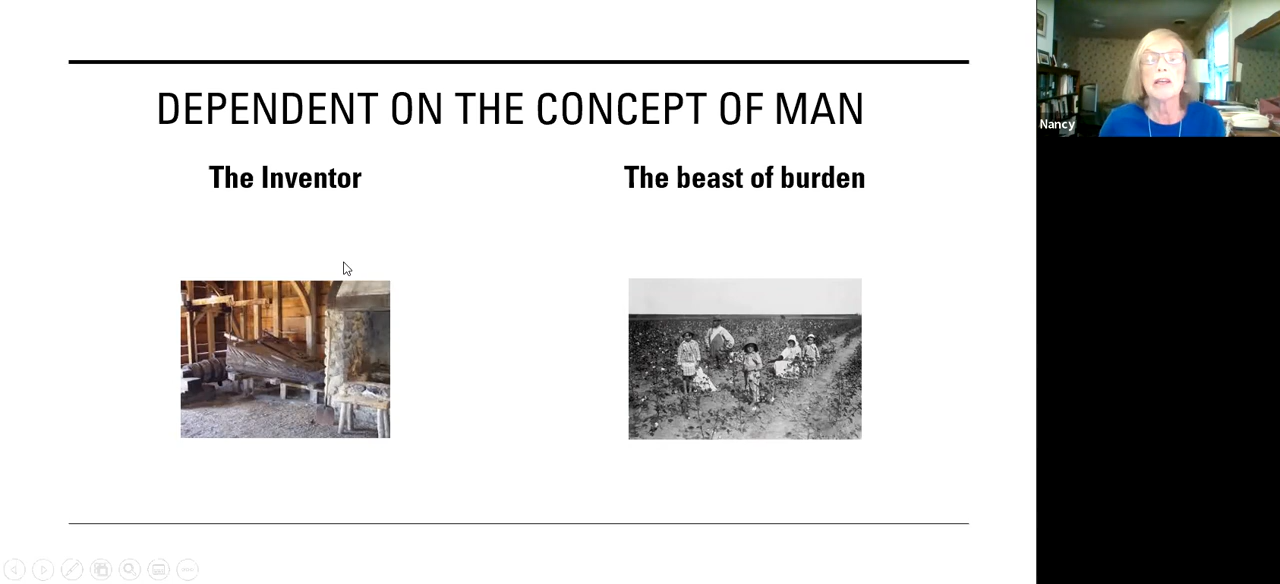 DEPENDENT ON THE CONCEPT OF MAN
The Inventor
The beast of burden
Nancy